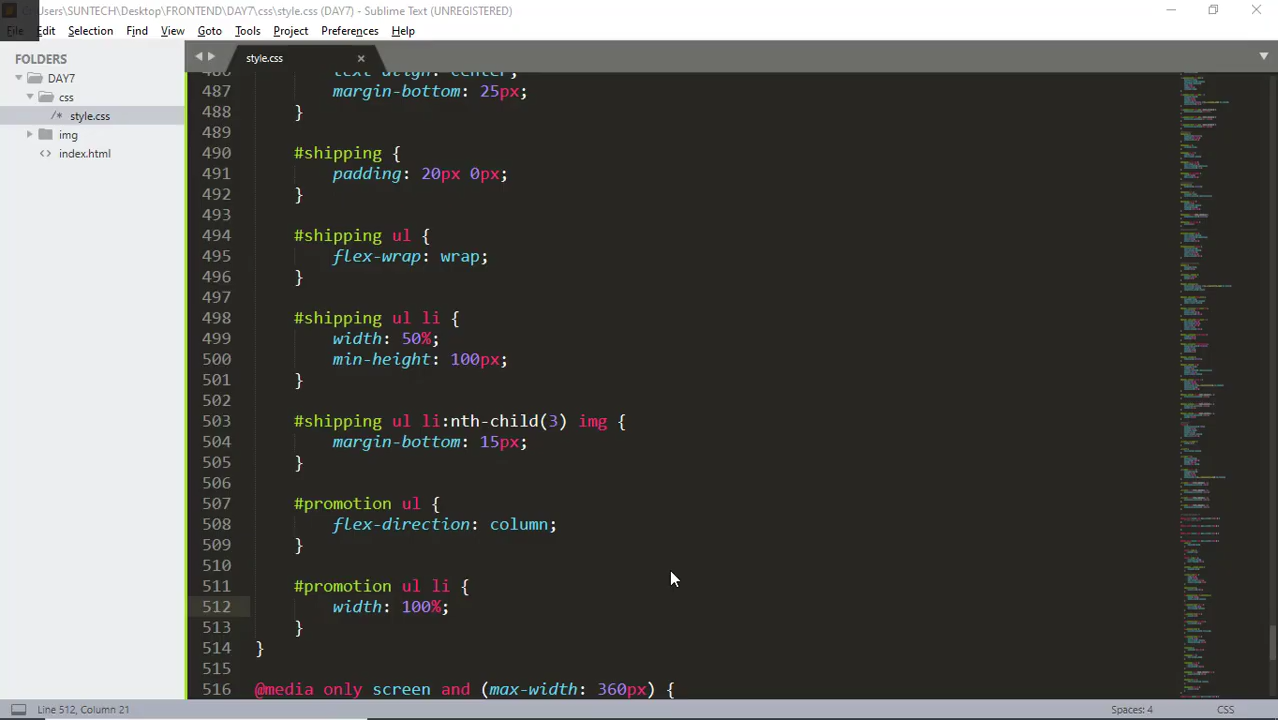 :\Users\SUNTECH\Desktop\FRONTEND\DAY7\css\style.css (DAY7) - Sublime Text (UNREGISTERED)
File Edit Selection Find View Goto Tools Project Preferences Help
FOLDERS
DAY7
css
/* style.css
img
<> index.html
style.css
486 text-align: center;
487 margin-bottom: 25px;
488 }
489
490 #shipping {
491 padding: 20px 0px;
492 }
493
494 #shipping ul {
495 flex-wrap: wrap;
496 }
497
498 #shipping ul li {
499 width: 50%;
500 min-height: 100px;
501 }
502
503 #shipping ul li:nth-child(3) img {
504 margin-bottom: 15px;
505 }
506
507 #promotion ul {
508 flex-direction: column;
509 }
510
511 #promotion ul li {
512 width: 100%;
513 }
514 }
515
516 @media only screen and (max-width: 360px) {
Line 512, Column 21
Spaces: 4
CSS